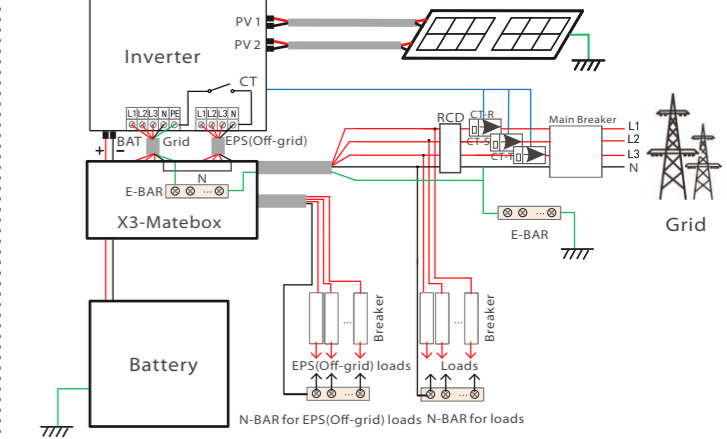 PV 1
PV 2
Inverter
CT
L1 L2 L3 N PE
L1 L2 L3 N
BAT
Grid
EPS(Off-grid)
+
−
N
E-BAR
...
X3-Matebox
Battery
RCD
CT-R
CT-S
CT-T
Main Breaker
L1
L2
L3
N
Grid
...
E-BAR
...
Breaker
...
Breaker
EPS(Off-grid) loads
Loads
...
...
N-BAR for EPS(Off-grid) loads
N-BAR for loads